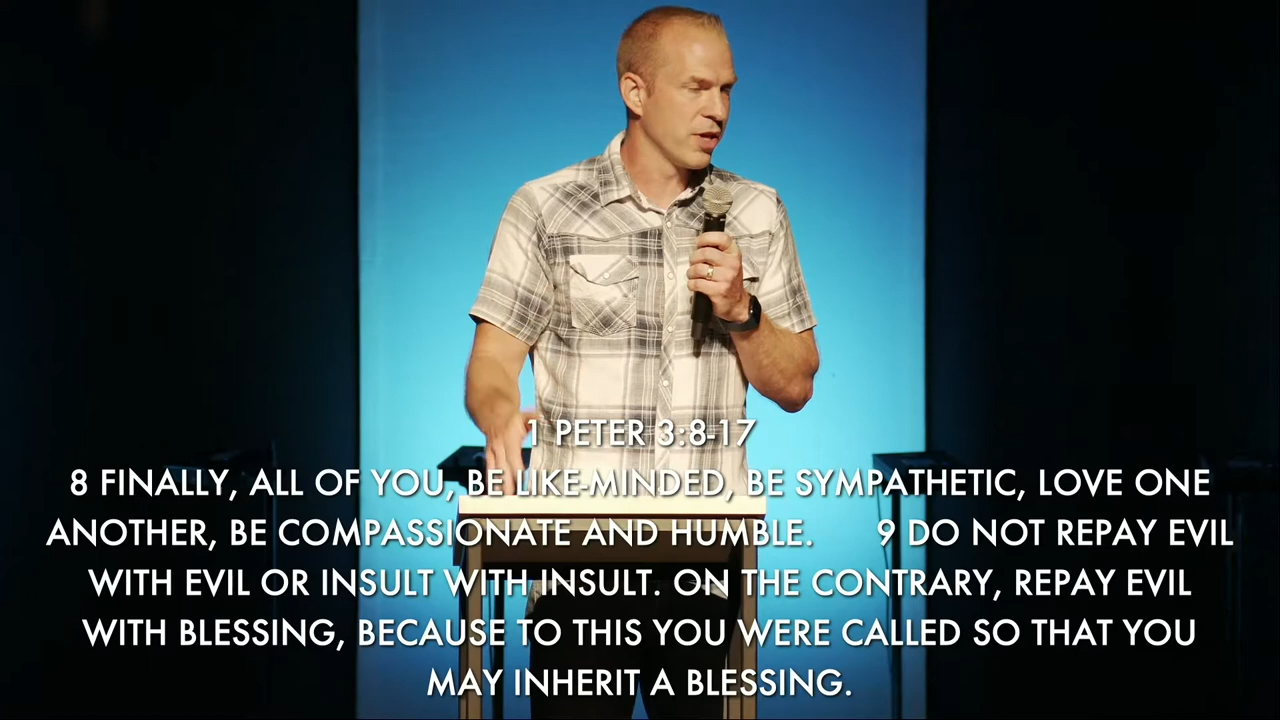 1 PETER 3:8-17
8 FINALLY, ALL OF YOU, BE LIKE-MINDED, BE SYMPATHETIC, LOVE ONE
ANOTHER, BE COMPASSIONATE AND HUMBLE. 9 DO NOT REPAY EVIL
WITH EVIL OR INSULT WITH INSULT. ON THE CONTRARY, REPAY EVIL
WITH BLESSING, BECAUSE TO THIS YOU WERE CALLED SO THAT YOU
MAY INHERIT A BLESSING.